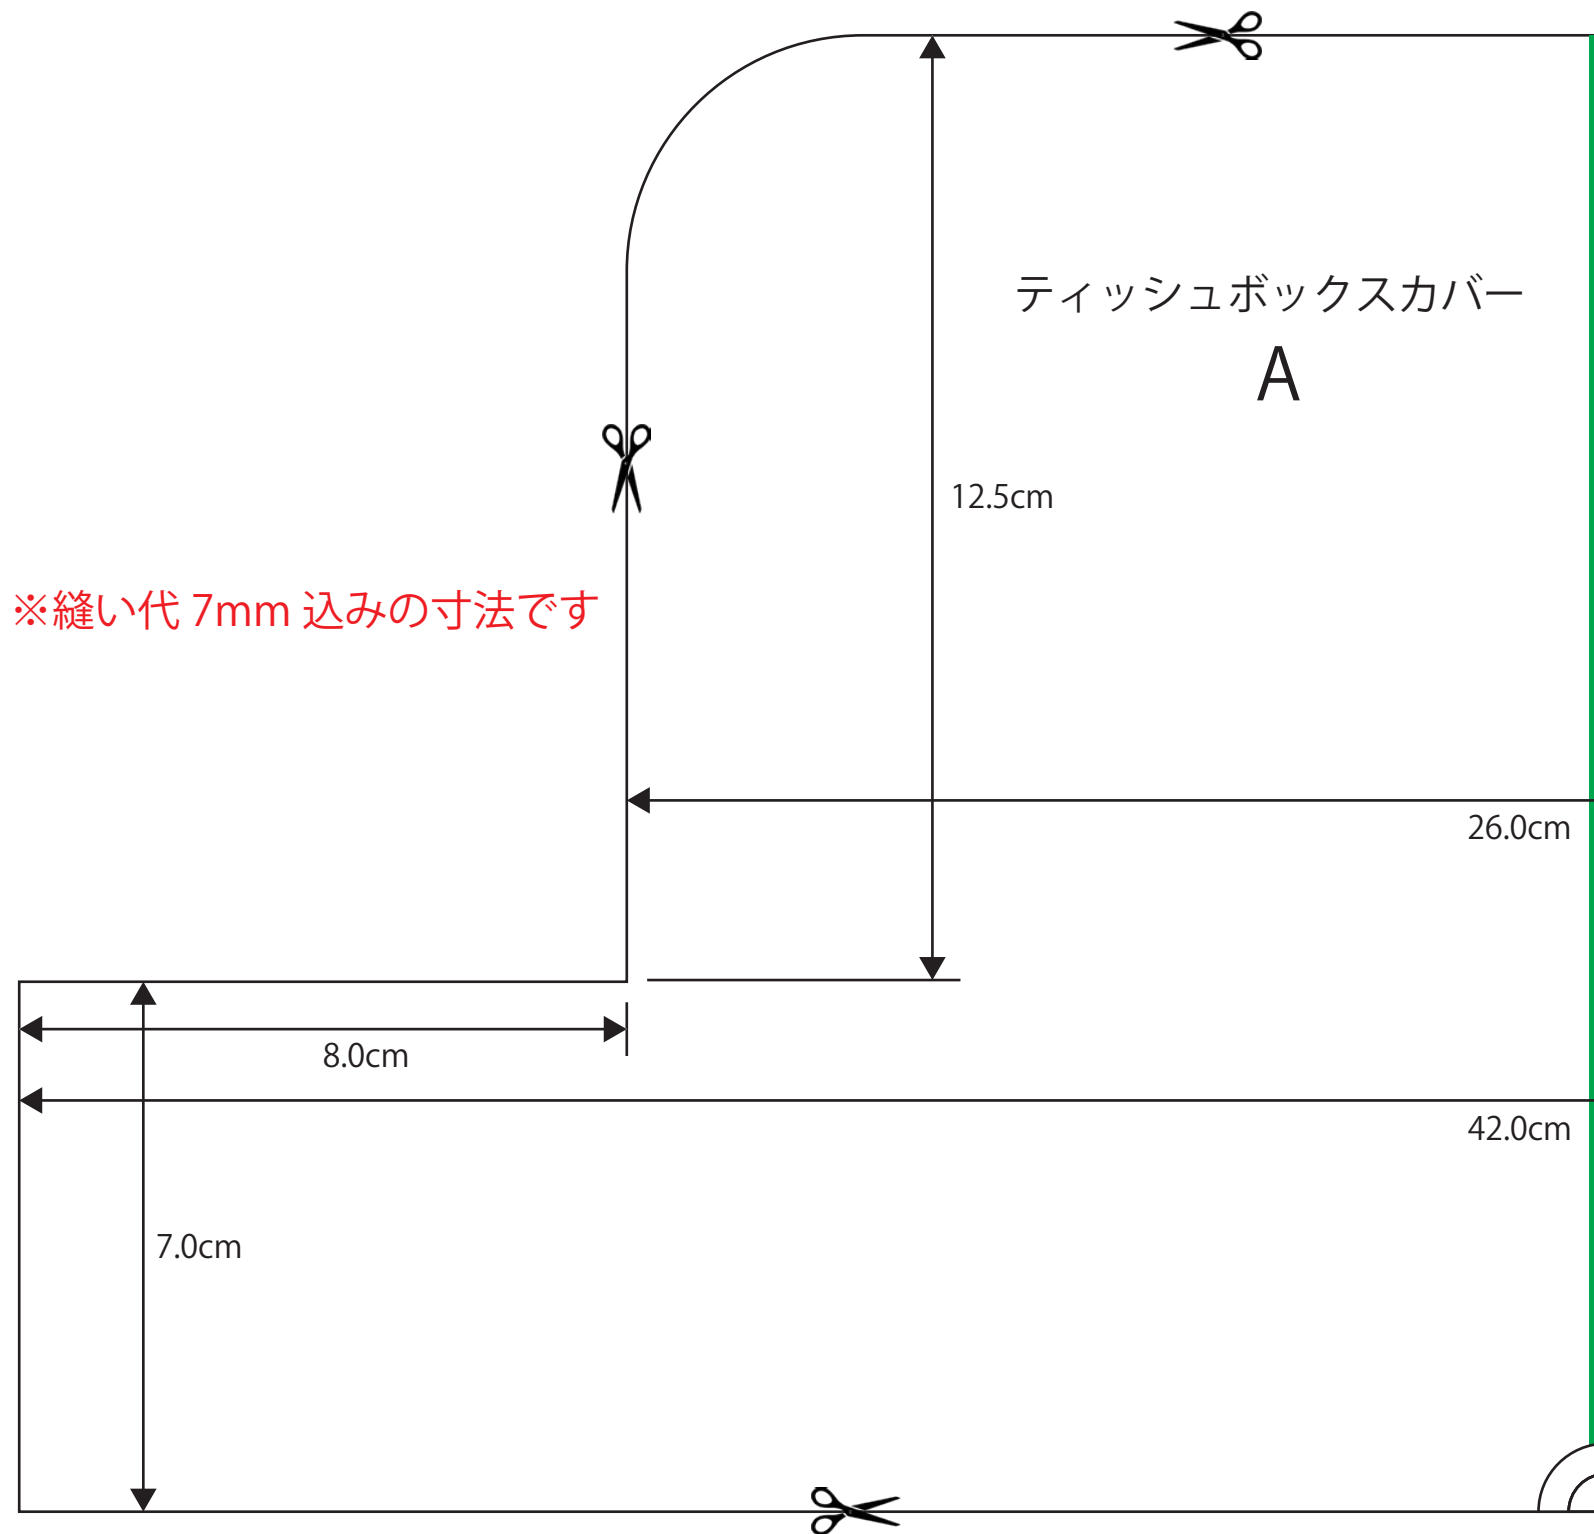 ティッシュボックスカバー
A
12.5cm
※縫い代 7mm 込みの寸法です
26.0cm
8.0cm
42.0cm
7.0cm